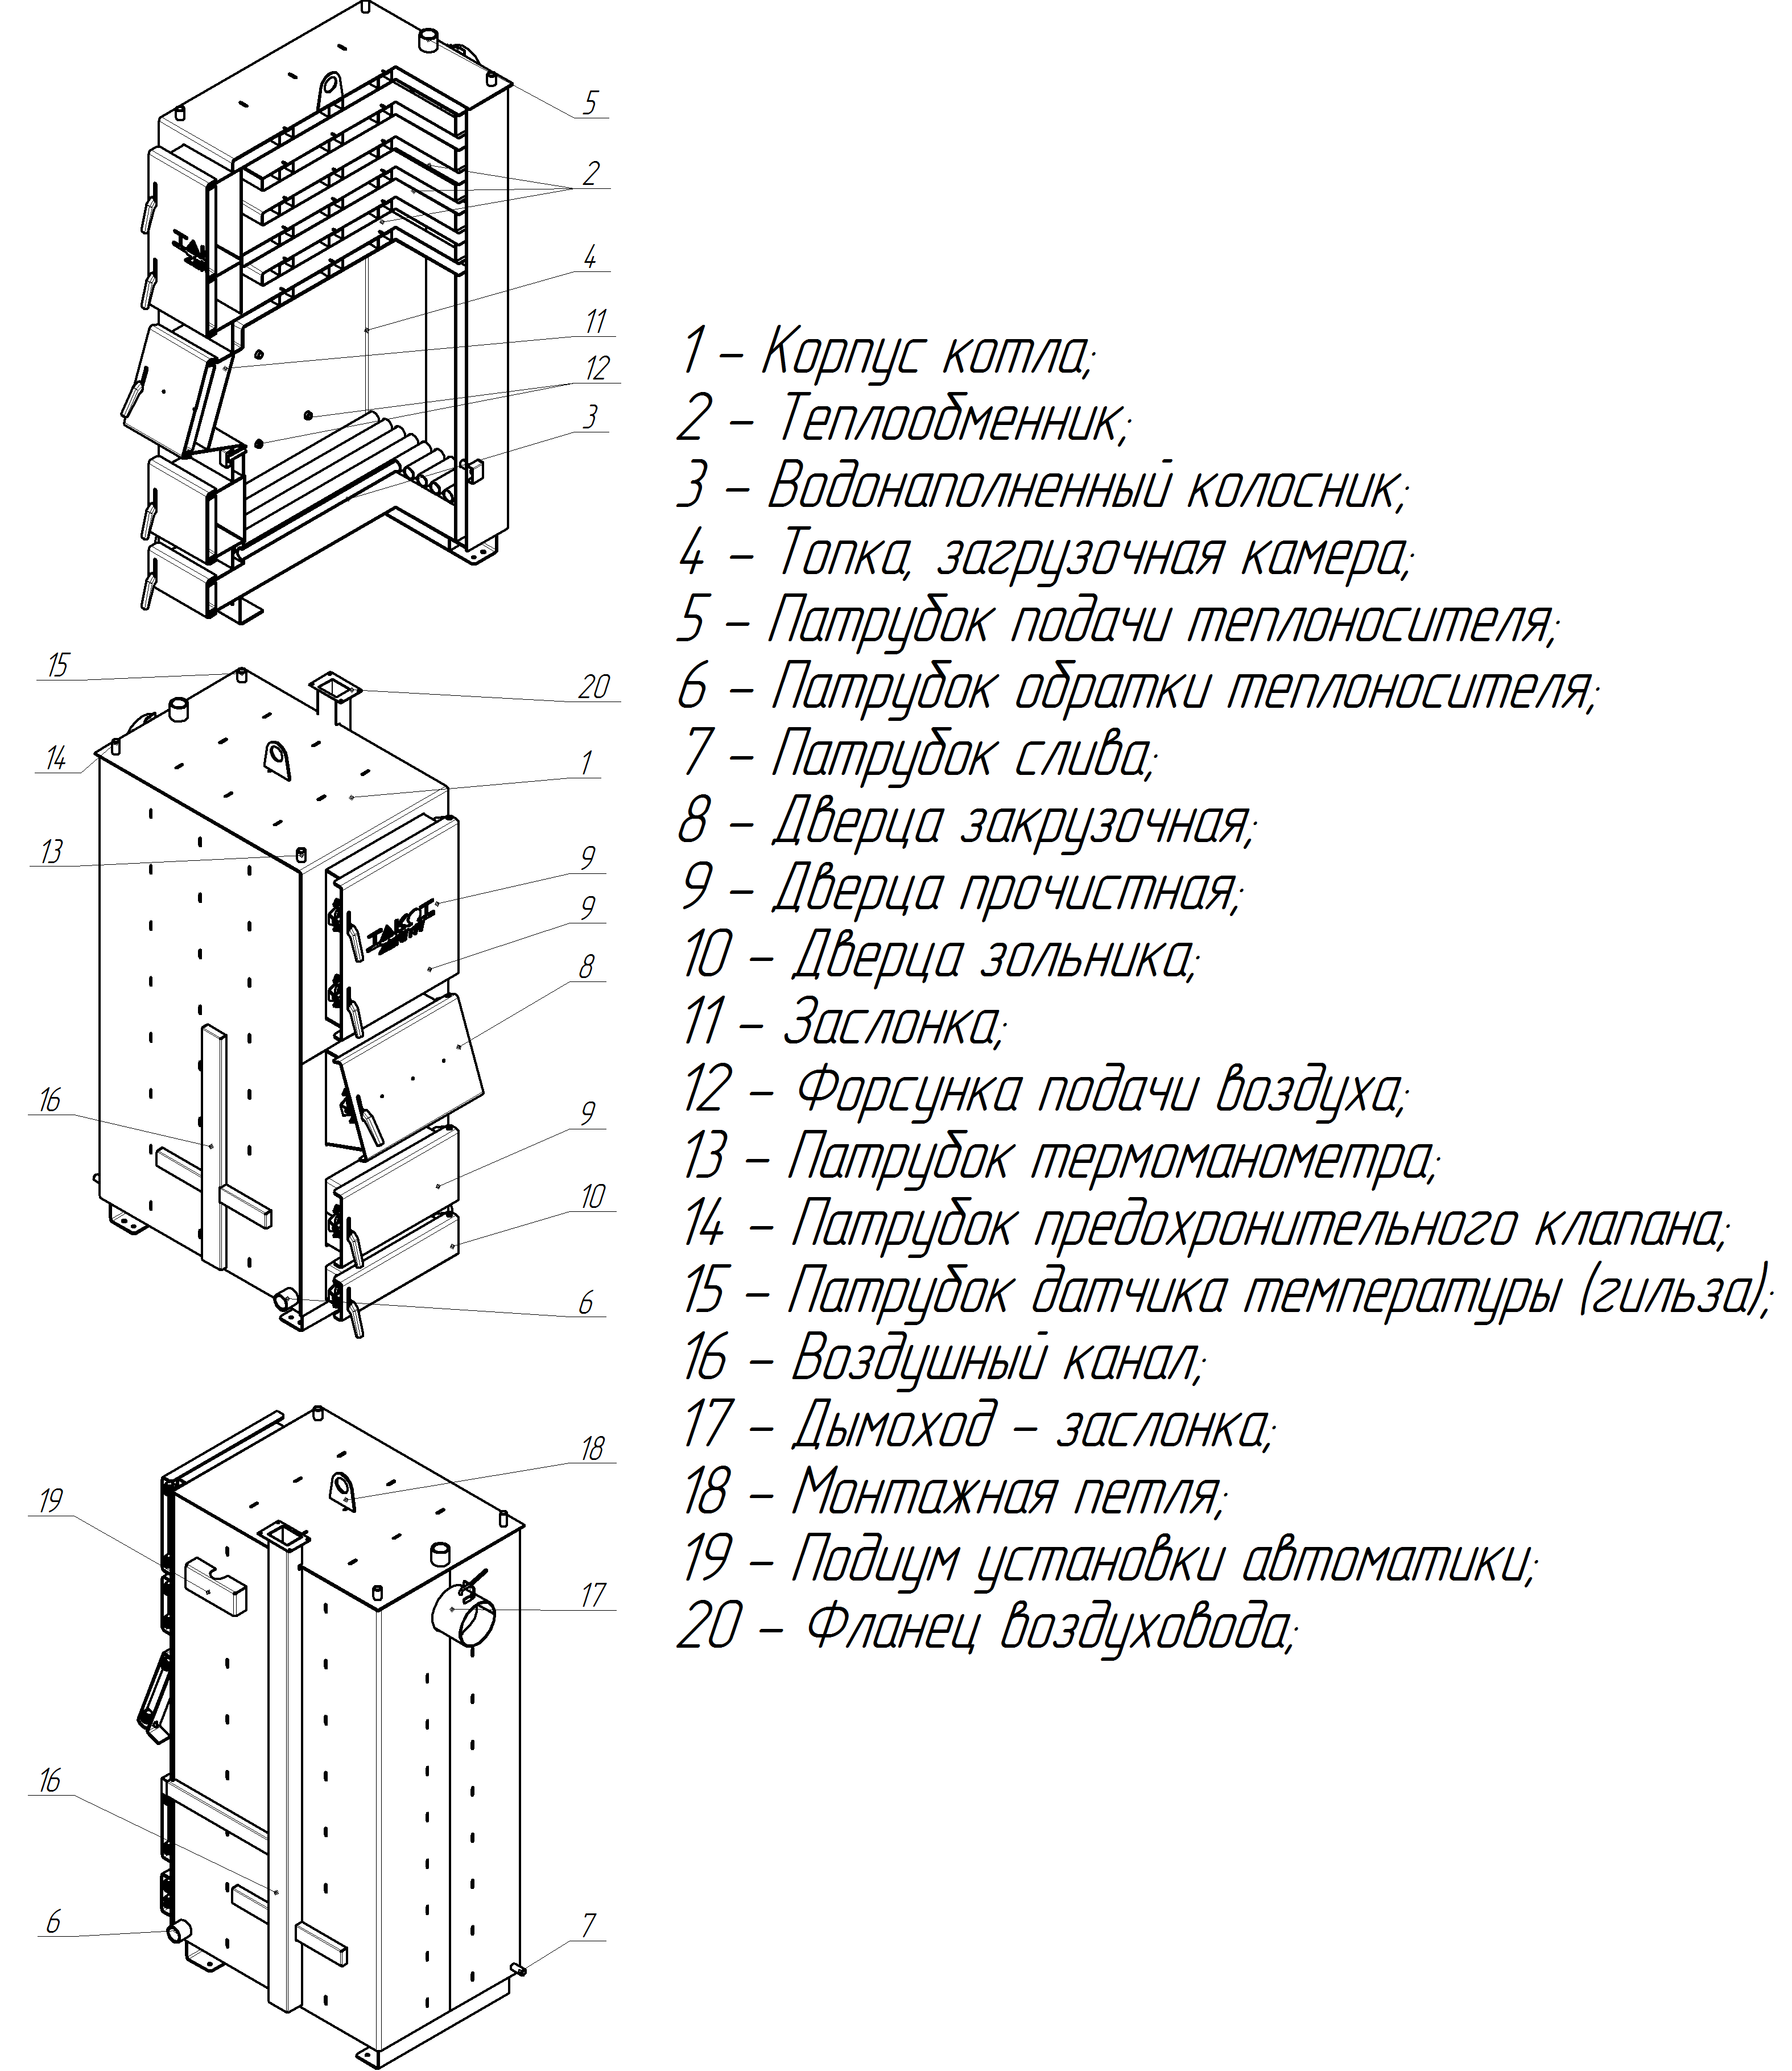 5
2
4
11
12
3
15
20
14
1
13
9
9
8
16
9
10
6
18
19
17
16
6
7
ТАКОТ
1 – Корпус котла;
2 – Теплообменник;
3 – Водонаполненный колосник;
4 – Топка, загрузочная камера;
5 – Патрубок подачи теплоносителя;
6 – Патрубок обратки теплоносителя;
7 – Патрубок слива;
8 – Дверца закрузочная;
9 – Дверца прочистная;
10 – Дверца зольника;
11 – Заслонка;
12 – Форсунка подачи воздуха;
13 – Патрубок термоманометра;
14 – Патрубок предохронительного клапана;
15 – Патрубок датчика температуры (гильза);
16 – Воздушный канал;
17 – Дымоход – заслонка;
18 – Монтажная петля;
19 – Подиум установки автоматики;
20 – Фланец воздуховода;